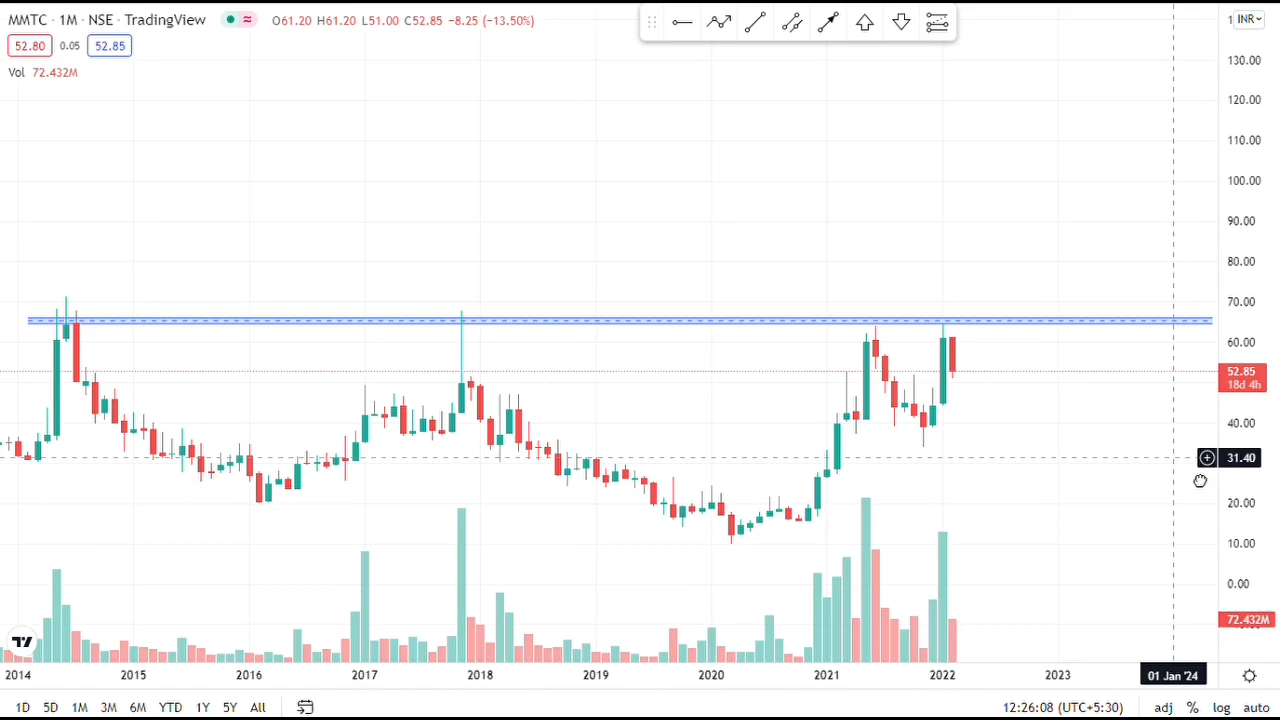 MMTC · 1M · NSE · TradingView ≈ O61.20 H61.20 L51.00 C52.85 −8.25 (−13.50%)
52.80 0.05 52.85
Vol 72.432M
INR
130.00
120.00
110.00
100.00
90.00
80.00
70.00
60.00
52.85
18d 4h
40.00
31.40
20.00
10.00
0.00
72.432M
2014 2015 2016 2017 2018 2019 2020 2021 2022 2023 01 Jan '24
1D 5D 1M 3M 6M YTD 1Y 5Y All 12:26:08 (UTC+5:30) adj % log auto